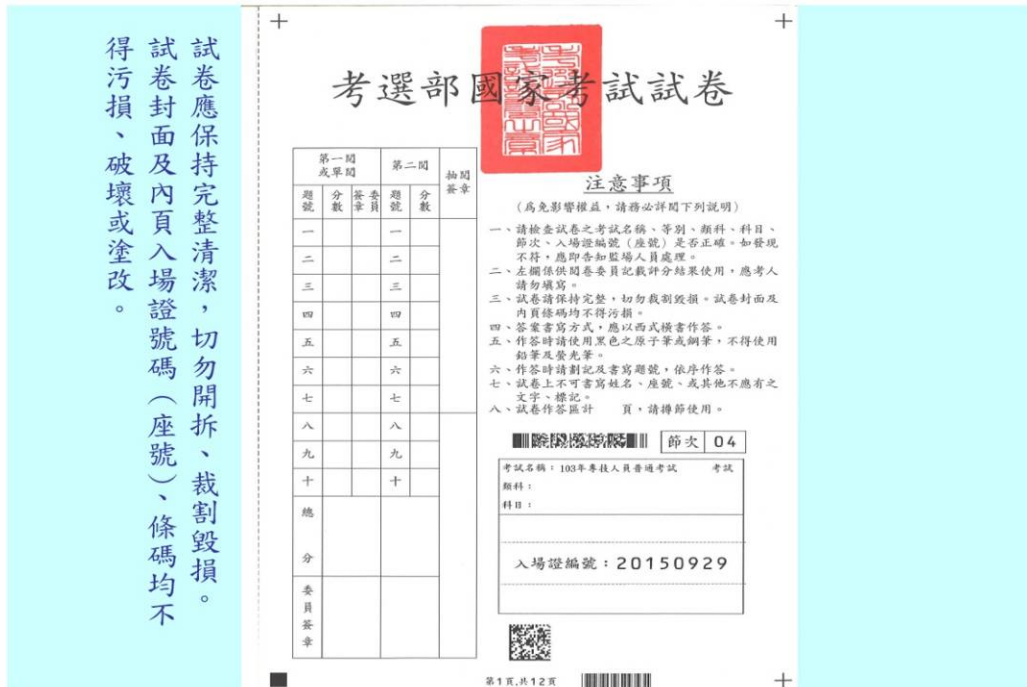 試卷應保持完整清潔，切勿開拆、裁割毀損。
試卷封面及內頁入場證號碼（座號）、條碼均不
得污損、破壞或塗改。
考選部國家考試試卷
第一閱
或單閱
第二閱
抽閱
簽章
題號
分數
委員
簽章
題號
分數
一 一
二 二
三 三
四 四
五 五
六 六
七 七
八 八
九 九
十 十
總
分
委員簽章
注意事項
（為免影響權益，請務必詳閱下列說明）
一、請檢查試卷之考試名稱、等別、類科、科目、
節次、入場證編號（座號）是否正確。如發現
不符，應即告知監場人員處理。
二、左欄係供閱卷委員記載評分結果使用，應考人
請勿填寫。
三、試卷請保持完整，切勿裁割毀損。試卷封面及
內頁條碼均不得污損。
四、答案書寫方式，應以西式橫書作答。
五、作答時請使用黑色之原子筆或鋼筆，不得使用
鉛筆及螢光筆。
六、作答時請劃記及書寫題號，依序作答。
七、試卷上不可書寫姓名、座號、或其他不應有之
文字、標記。
八、試卷作答區計　　頁，請撙節使用。
節次 04
考試名稱：103年專技人員普通考試　　考試
類科：
科目：
入場證編號：20150929
第1頁,共12頁